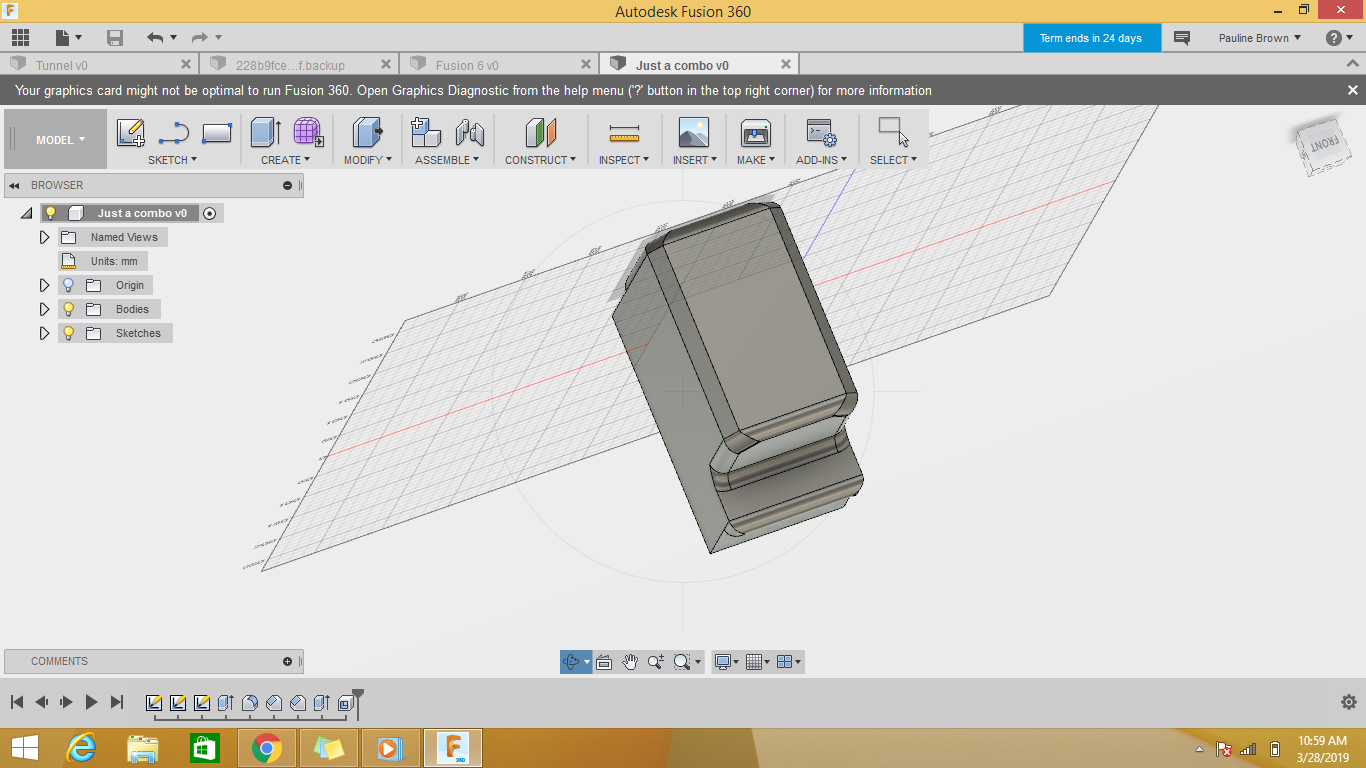 Autodesk Fusion 360
Term ends in 24 days
Pauline Brown
Tunnel v0
228b9fce...f.backup
Fusion 6 v0
Just a combo v0
Your graphics card might not be optimal to run Fusion 360. Open Graphics Diagnostic from the help menu ('?' button in the top right corner) for more information
MODEL
SKETCH
CREATE
MODIFY
ASSEMBLE
CONSTRUCT
INSPECT
INSERT
MAKE
ADD-INS
SELECT
FRONT
BROWSER
Just a combo v0
Named Views
Units: mm
Origin
Bodies
Sketches
COMMENTS
360
10:59 AM
3/28/2019